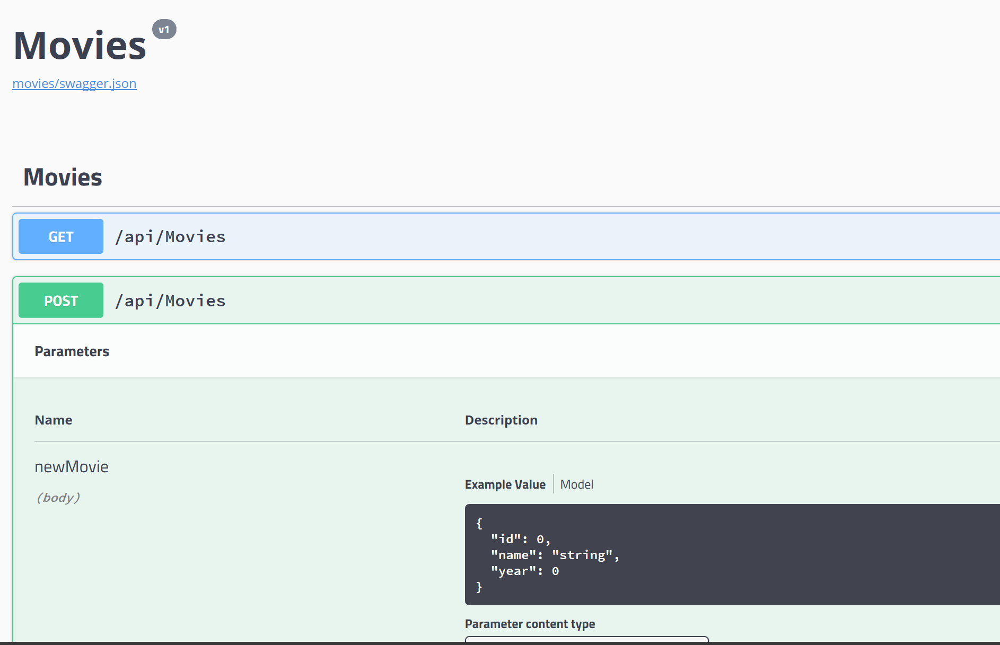 Movies v1
movies/swagger.json
Movies
GET /api/Movies
POST /api/Movies
Parameters
Name Description
newMovie
(body)
Example Value Model
{
"id": 0,
"name": "string",
"year": 0
}
Parameter content type